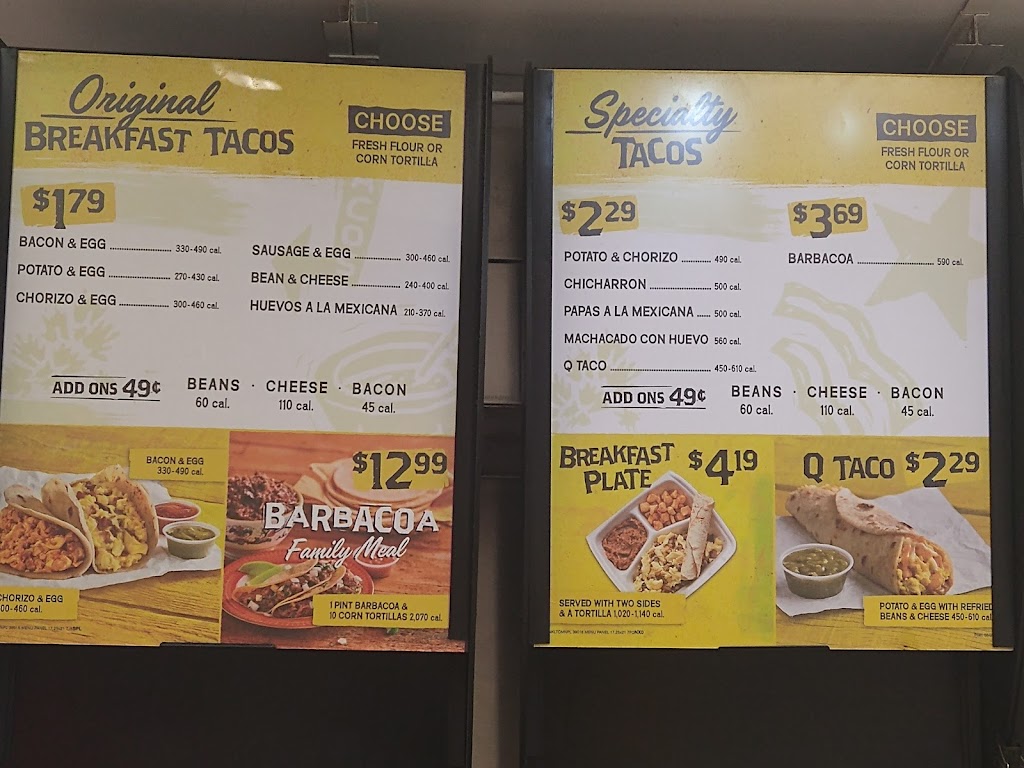 Original
BREAKFAST TACOS
CHOOSE
FRESH FLOUR OR
CORN TORTILLA
$1.79
BACON & EGG 330-490 cal.
POTATO & EGG 270-430 cal.
CHORIZO & EGG 300-460 cal.
SAUSAGE & EGG 300-460 cal.
BEAN & CHEESE 240-400 cal.
HUEVOS A LA MEXICANA 210-370 cal.
ADD ONS 49¢
BEANS · CHEESE · BACON
60 cal. 110 cal. 45 cal.
BACON & EGG
330-490 cal.
CHORIZO & EGG
00-460 cal.
$12.99
BARBACOA
Family Meal
1 PINT BARBACOA &
10 CORN TORTILLAS 2,070 cal.
Specialty
TACOS
CHOOSE
FRESH FLOUR OR
CORN TORTILLA
$2.29
POTATO & CHORIZO 490 cal.
CHICHARRON 500 cal.
PAPAS A LA MEXICANA 500 cal.
MACHACADO CON HUEVO 560 cal.
Q TACO 450-610 cal.
$3.69
BARBACOA 590 cal.
ADD ONS 49¢
BEANS · CHEESE · BACON
60 cal. 110 cal. 45 cal.
BREAKFAST
PLATE $4.19
SERVED WITH TWO SIDES
& A TORTILLA 1,020-1,140 cal.
Q TACO $2.29
POTATO & EGG WITH REFRIED
BEANS & CHEESE 450-610 cal.